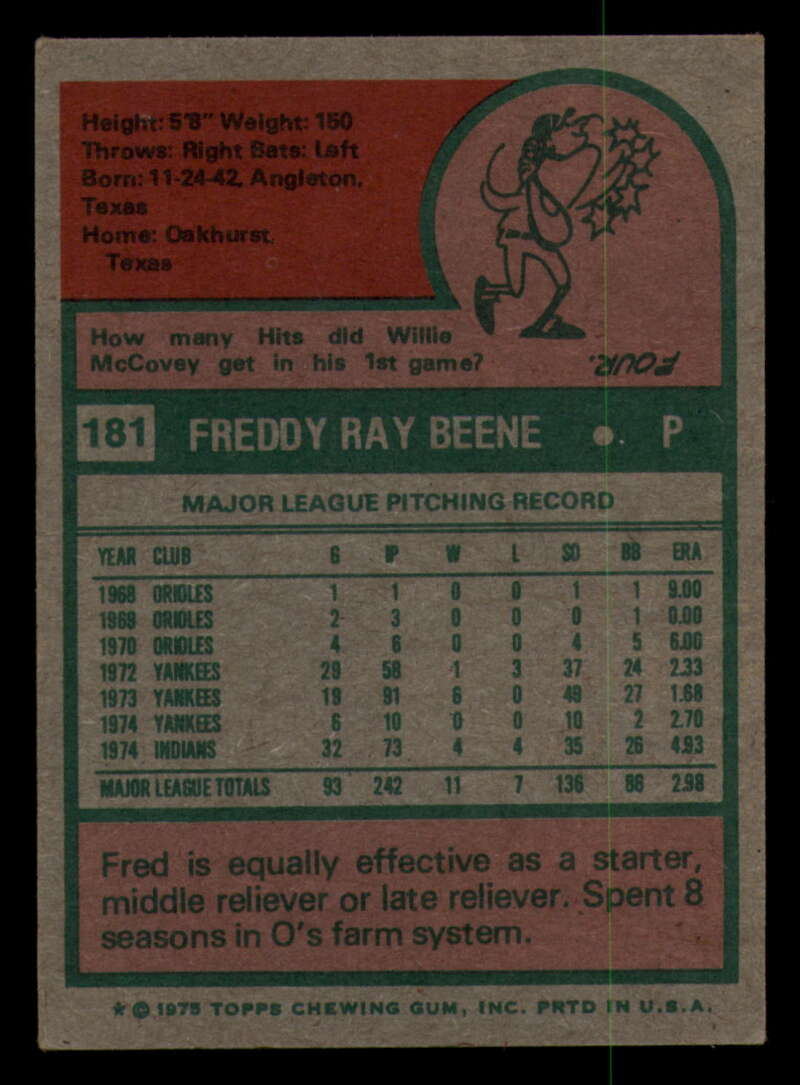 Height: 5'8" Weight: 150
Throws: Right Bats: Left
Born: 11-24-42, Angleton,
Texas
Home: Oakhurst,
Texas
How many Hits did Willie
McCovey get in his 1st game?
FOUR.
181 FREDDY RAY BEENE • P
MAJOR LEAGUE PITCHING RECORD
YEAR CLUB G IP W L SO BB ERA
1968 ORIOLES 1 1 0 0 1 1 9.00
1969 ORIOLES 2 3 0 0 0 1 0.00
1970 ORIOLES 4 6 0 0 4 5 6.00
1972 YANKEES 29 58 1 3 37 24 2.33
1973 YANKEES 19 91 6 0 49 27 1.68
1974 YANKEES 6 10 0 0 10 2 2.70
1974 INDIANS 32 73 4 4 35 26 4.93
MAJOR LEAGUE TOTALS 93 242 11 7 136 86 2.98
Fred is equally effective as a starter,
middle reliever or late reliever. Spent 8
seasons in O's farm system.
* © 1975 TOPPS CHEWING GUM, INC. PRTD IN U.S.A.